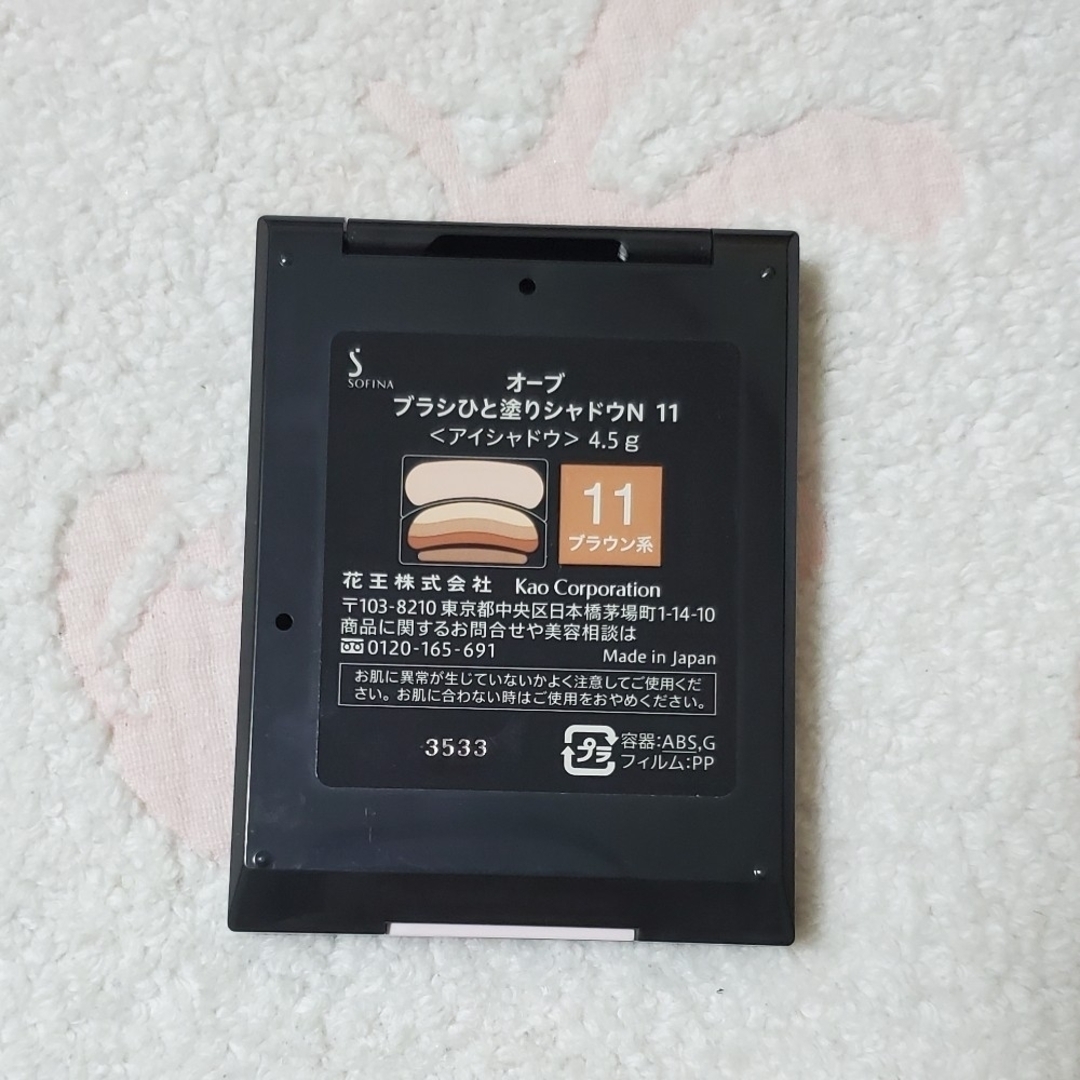 S
SOFINA
オーブ
ブラシひと塗りシャドウN 11
＜アイシャドウ＞ 4.5 g
11
ブラウン系
花王株式会社 Kao Corporation
〒103-8210 東京都中央区日本橋茅場町1-14-10
商品に関するお問合せや美容相談は
0120-165-691
Made in Japan
お肌に異常が生じていないかよく注意してご使用くだ
さい。お肌に合わない時はご使用をおやめください。
3533
プラ
容器:ABS,G
フィルム:PP